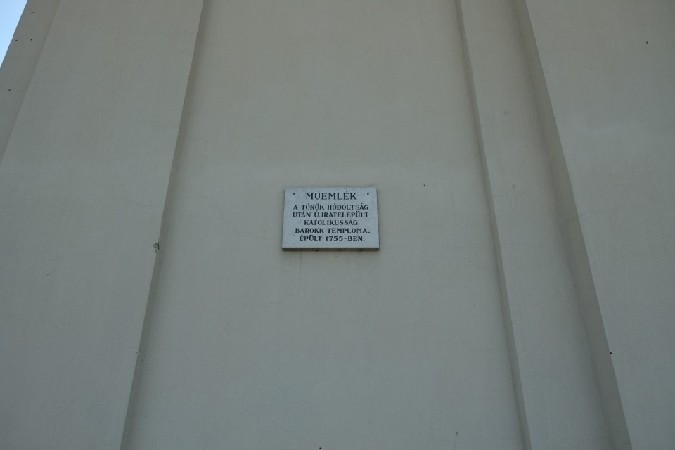 MŰEMLÉK
A TÖRÖK HÓDOLTSÁG
UTÁN ÚJRATELEPÜLT
KATOLIKUSSÁG
BAROKK TEMPLOMA.
ÉPÜLT 1755-BEN.